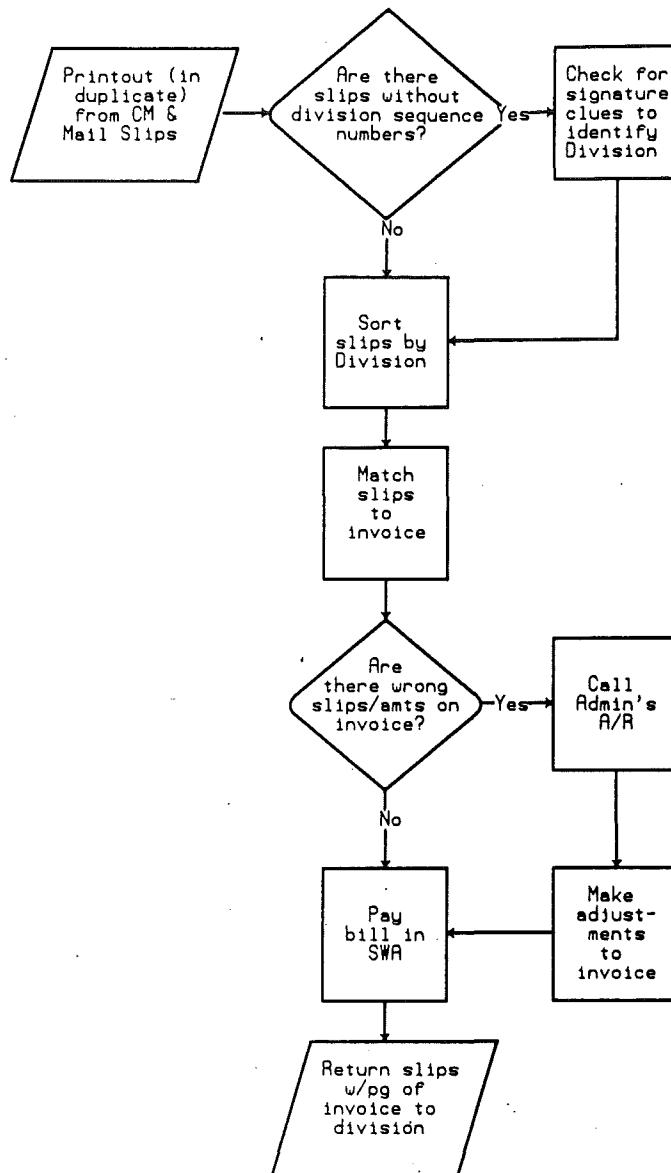 Printout (in
duplicate)
from CM &
Mail Slips
Are there
slips without
division sequence
numbers?
Yes
Check for
signature
clues to
identify
Division
No
Sort
slips by
Division
Match
slips
to
invoice
Are
there wrong
slips/amts on
invoice?
Yes
Call
Admin's
A/R
No
Pay
bill in
SWA
Make
adjust-
ments
to
invoice
Return slips
w/pg of
invoice to
division